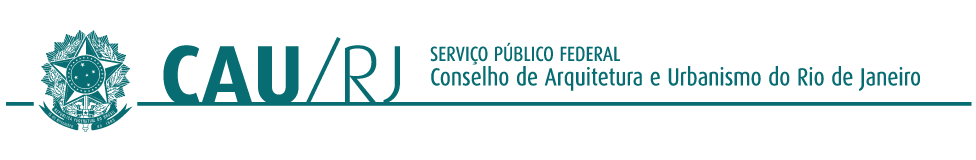 CAU/RJ
SERVIÇO PÚBLICO FEDERAL
Conselho de Arquitetura e Urbanismo do Rio de Janeiro